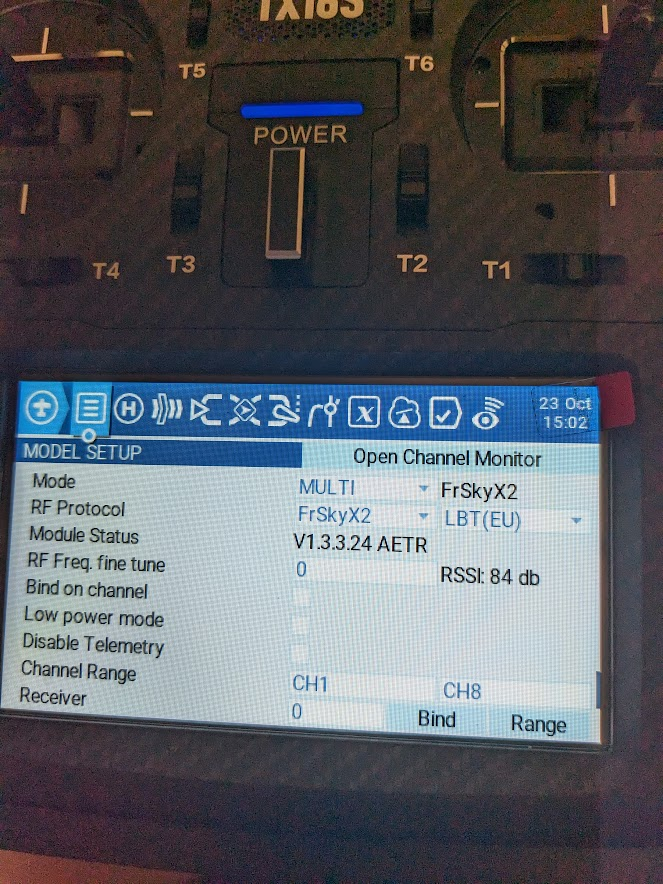 TX16S
T5
T6
POWER
T4
T3
T2
T1
H
x
23 Oct
15:02
MODEL SETUP
Open Channel Monitor
Mode
MULTI
FrSkyX2
RF Protocol
FrSkyX2
LBT(EU)
Module Status
V1.3.3.24 AETR
RF Freq. fine tune
0
RSSI: 84 db
Bind on channel
Low power mode
Disable Telemetry
Channel Range
CH1
CH8
Receiver
0
Bind
Range